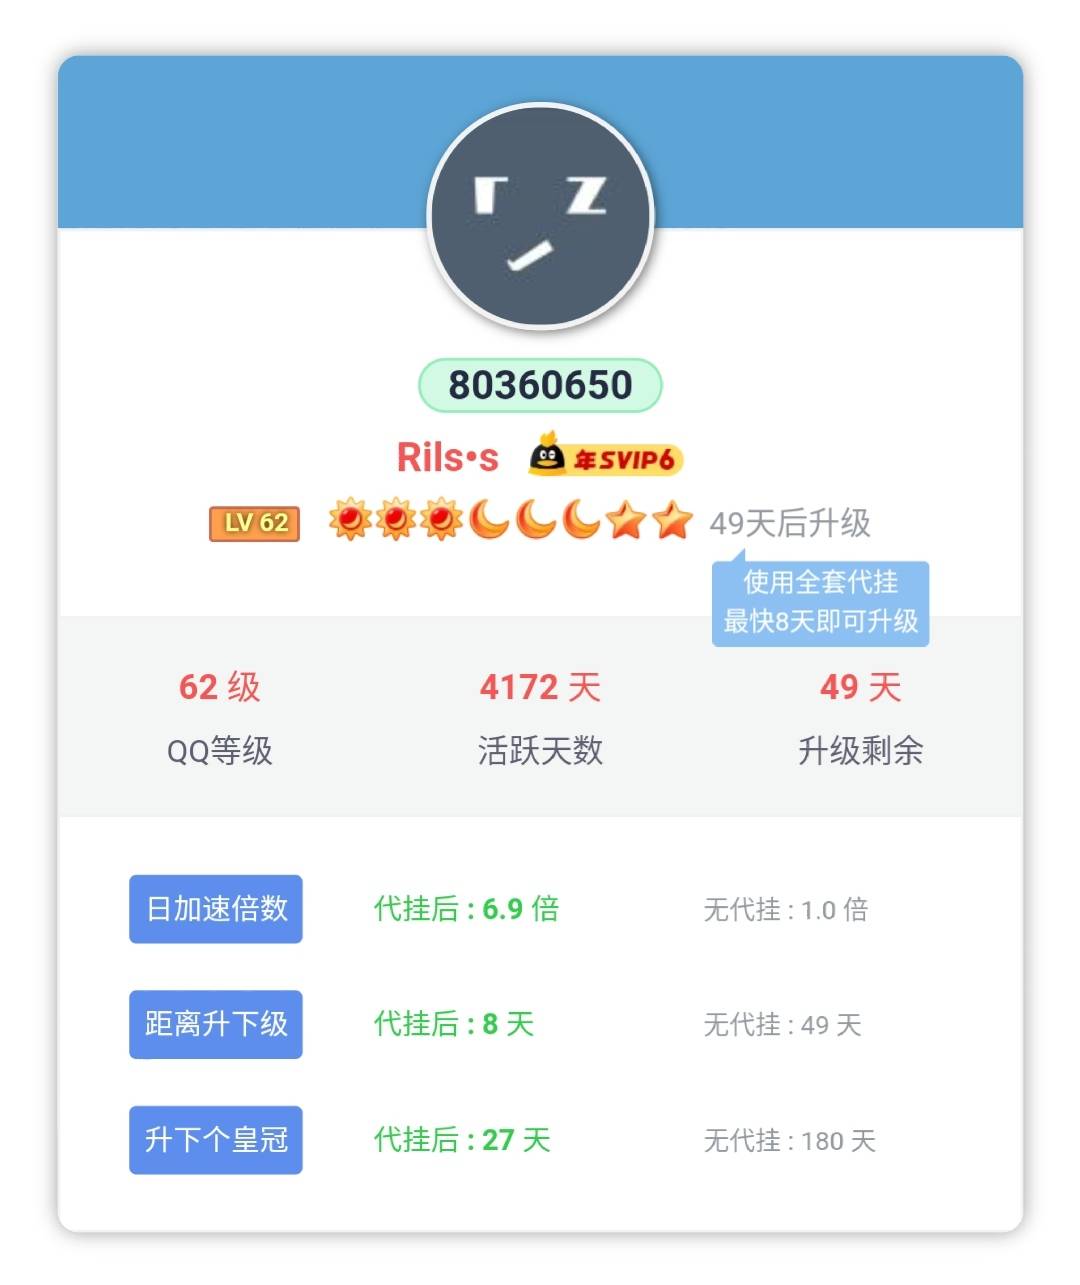 80360650
Rils•s 年SVIP6
LV 62 49天后升级
使用全套代挂
最快8天即可升级
62 级 4172 天 49 天
QQ等级 活跃天数 升级剩余
日加速倍数 代挂后 : 6.9 倍 无代挂 : 1.0 倍
距离升下级 代挂后 : 8 天 无代挂 : 49 天
升下个皇冠 代挂后 : 27 天 无代挂 : 180 天